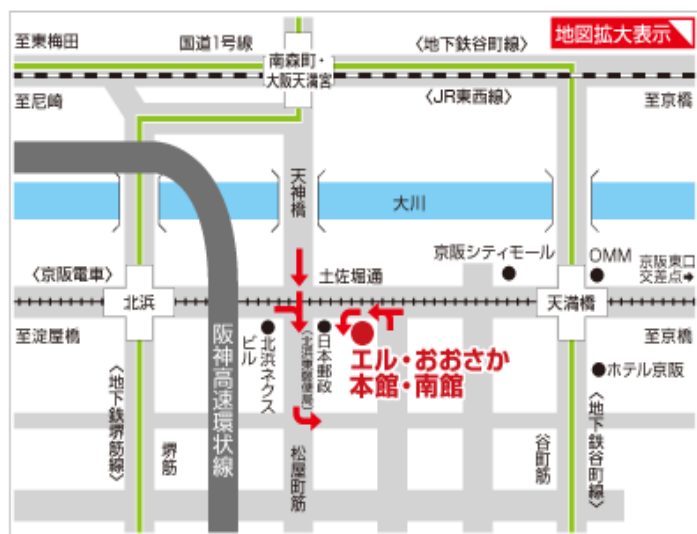 地図拡大表示
至東梅田
国道1号線
南森町・
大阪天満宮
〈地下鉄谷町線〉
至尼崎
〈JR東西線〉
至京橋
天神橋
大川
京阪シティモール
OMM
京阪東口
交差点➡
〈京阪電車〉
土佐堀通
北浜
天満橋
至淀屋橋
至京橋
阪神高速環状線
北浜ネクス
ビル
日本郵政
(北浜東郵便局)
エル・おおさか
本館・南館
ホテル京阪
〈地下鉄堺筋線〉
堺筋
松屋町筋
谷町筋
〈地下鉄谷町線〉